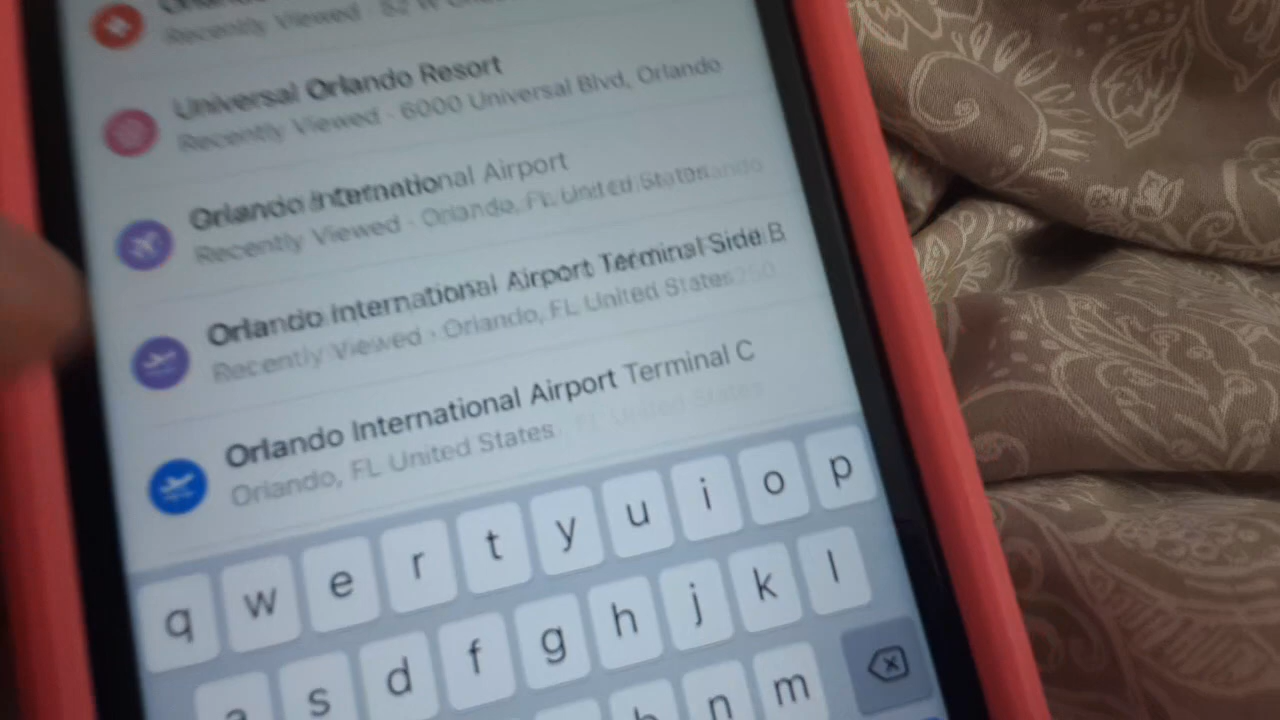 Recently Viewed · 52 W
Universal Orlando Resort
Recently Viewed · 6000 Universal Blvd, Orlando
Orlando International Airport
Recently Viewed · Orlando, FL United States
Orlando International Airport Terminal Side B
Recently Viewed · Orlando, FL United States
Orlando International Airport Terminal C
Orlando, FL United States
q w e r t y u i o p
a s d f g h j k l
n m